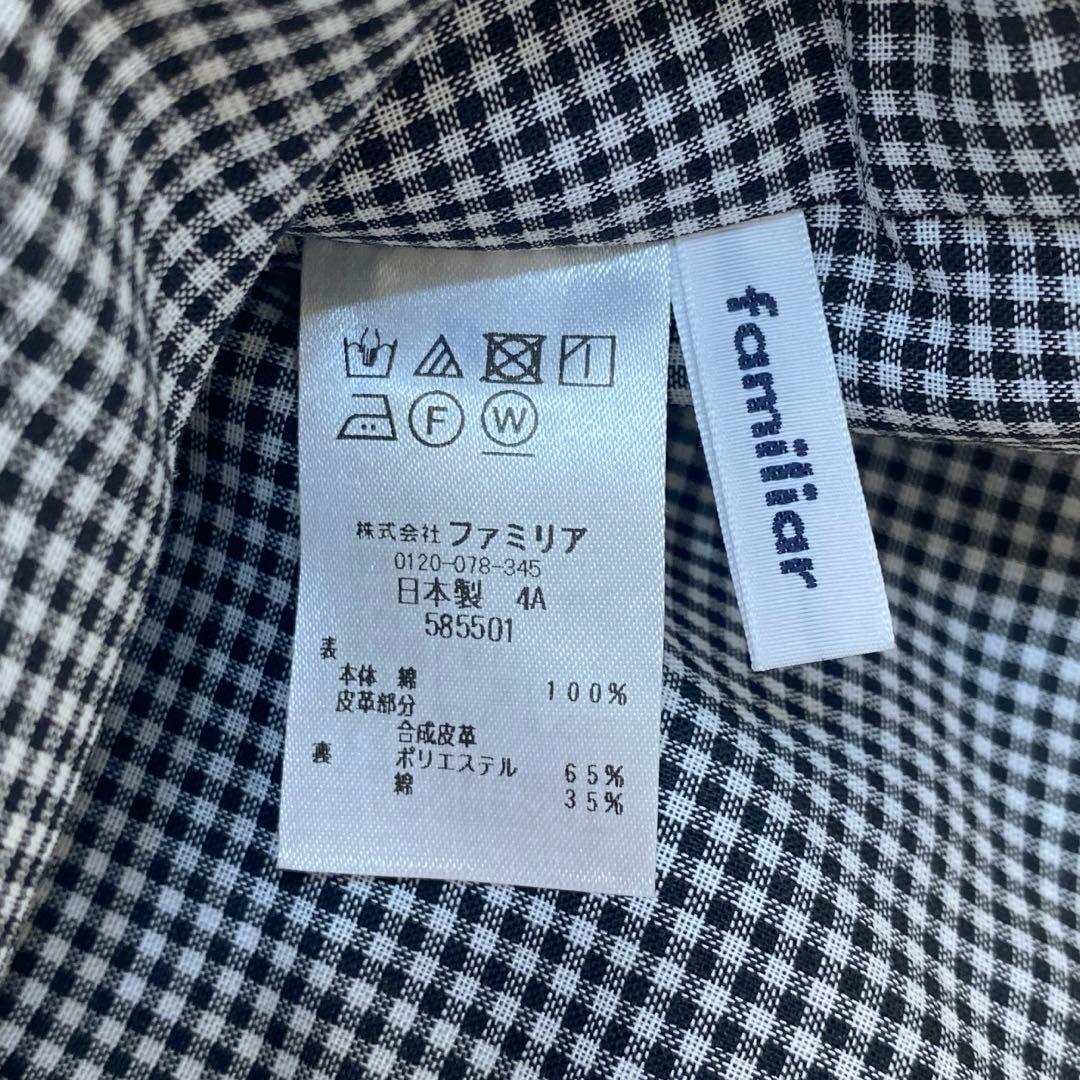 F W
株式会社 ファミリア
0120-078-345
日本製 4A
585501
表
本体 綿 100%
皮革部分
合成皮革
裏 ポリエステル 65%
綿 35%
familiar